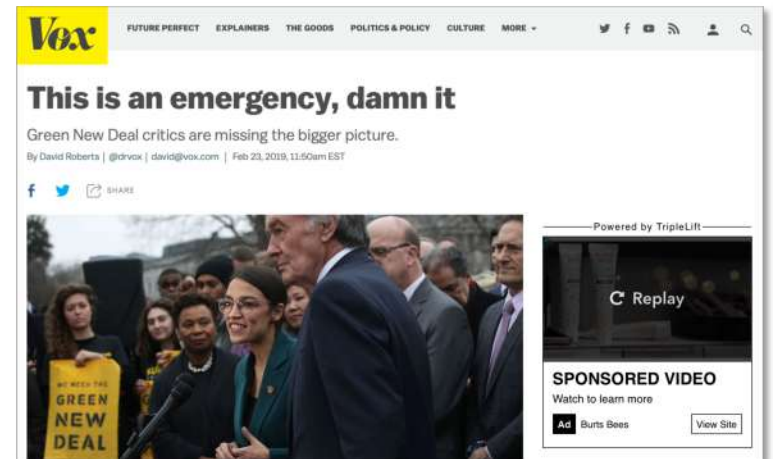 Vox
FUTURE PERFECT EXPLAINERS THE GOODS POLITICS & POLICY CULTURE MORE
This is an emergency, damn it
Green New Deal critics are missing the bigger picture.
By David Roberts | @drvox | david@vox.com | Feb 23, 2019, 11:50am EST
SHARE
Powered by TripleLift
Replay
SPONSORED VIDEO
Watch to learn more
Ad Burts Bees View Site
WE NEED THE
GREEN
NEW
DEAL